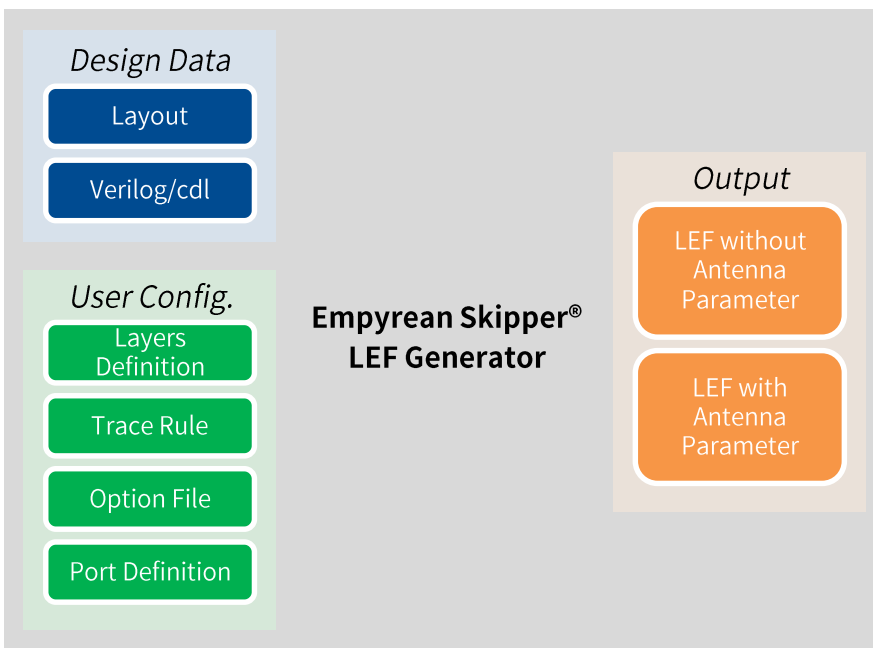 Design Data
Layout
Verilog/cdl
User Config.
Layers
Definition
Trace Rule
Option File
Port Definition
Empyrean Skipper®
LEF Generator
Output
LEF without
Antenna
Parameter
LEF with
Antenna
Parameter